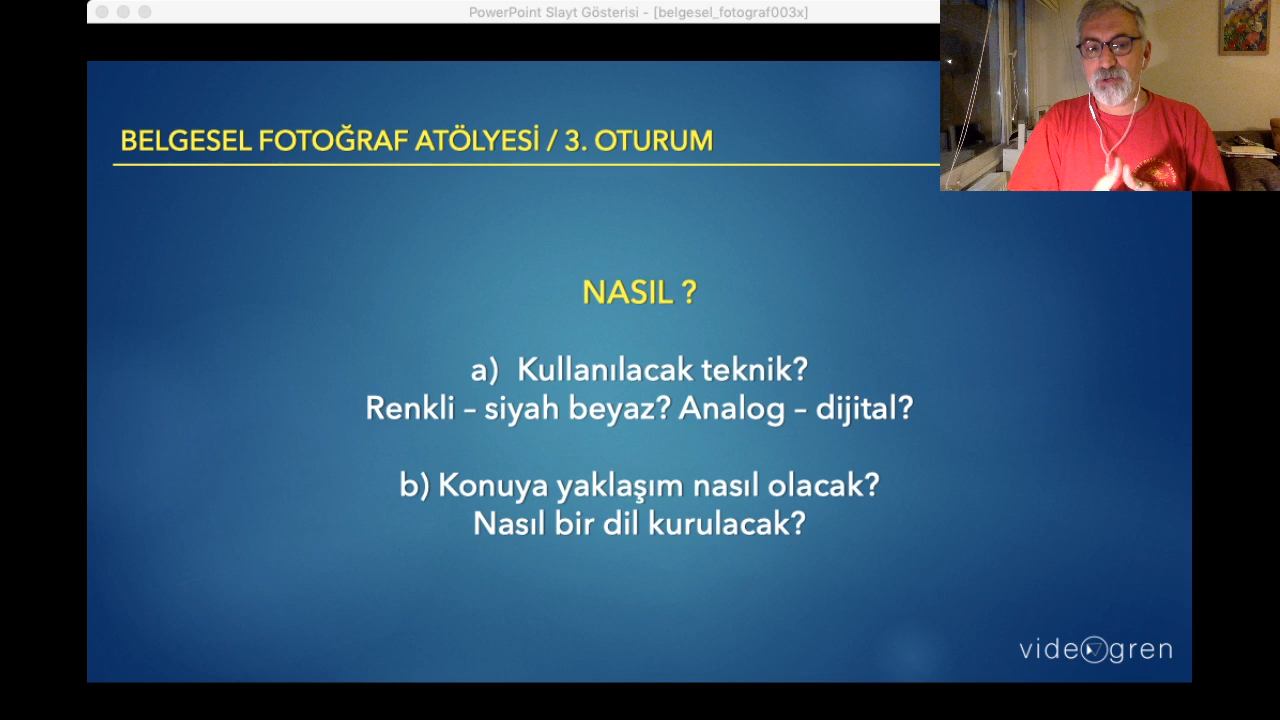 PowerPoint Slayt Gösterisi - [belgesel_fotograf003x]
BELGESEL FOTOĞRAF ATÖLYESİ / 3. OTURUM
NASIL ?
a) Kullanılacak teknik?
Renkli – siyah beyaz? Analog – dijital?
b) Konuya yaklaşım nasıl olacak?
Nasıl bir dil kurulacak?
videogren